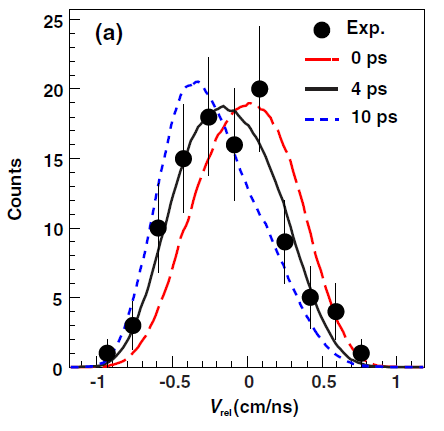 (a)
Exp.
0 ps
4 ps
10 ps
25
20
15
10
5
0
Counts
-1 -0.5 0 0.5 1
Vrel(cm/ns)